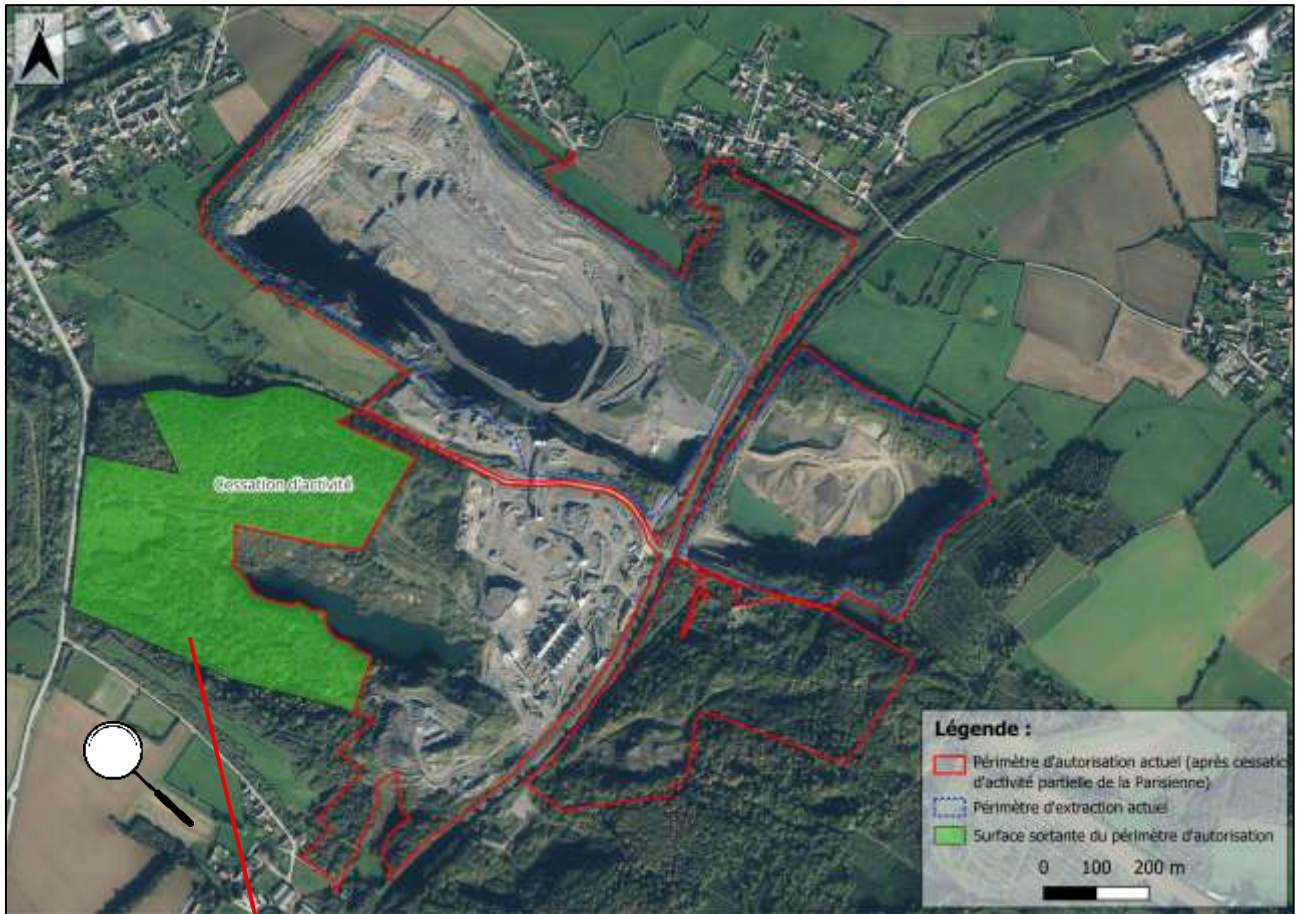 N
Cessation d'activité
Légende :
Périmètre d'autorisation actuel (après cessatic
d'activité partielle de la Parisienne)
Périmètre d'extraction actuel
Surface sortante du périmètre d'autorisation
0 100 200 m